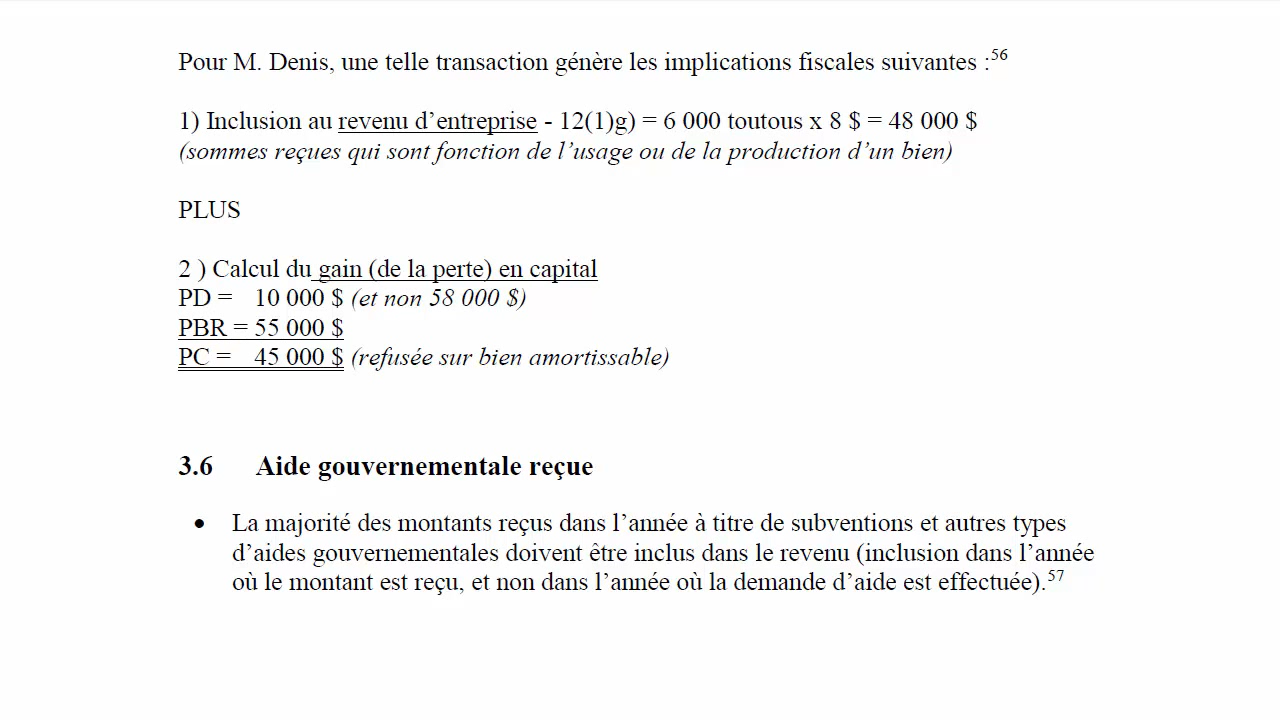 Pour M. Denis, une telle transaction génère les implications fiscales suivantes :56
1) Inclusion au revenu d’entreprise - 12(1)g) = 6 000 toutous x 8 $ = 48 000 $
(sommes reçues qui sont fonction de l’usage ou de la production d’un bien)
PLUS
2 ) Calcul du gain (de la perte) en capital
PD = 10 000 $ (et non 58 000 $)
PBR = 55 000 $
PC = 45 000 $ (refusée sur bien amortissable)
3.6 Aide gouvernementale reçue
• La majorité des montants reçus dans l’année à titre de subventions et autres types
d’aides gouvernementales doivent être inclus dans le revenu (inclusion dans l’année
où le montant est reçu, et non dans l’année où la demande d’aide est effectuée).57